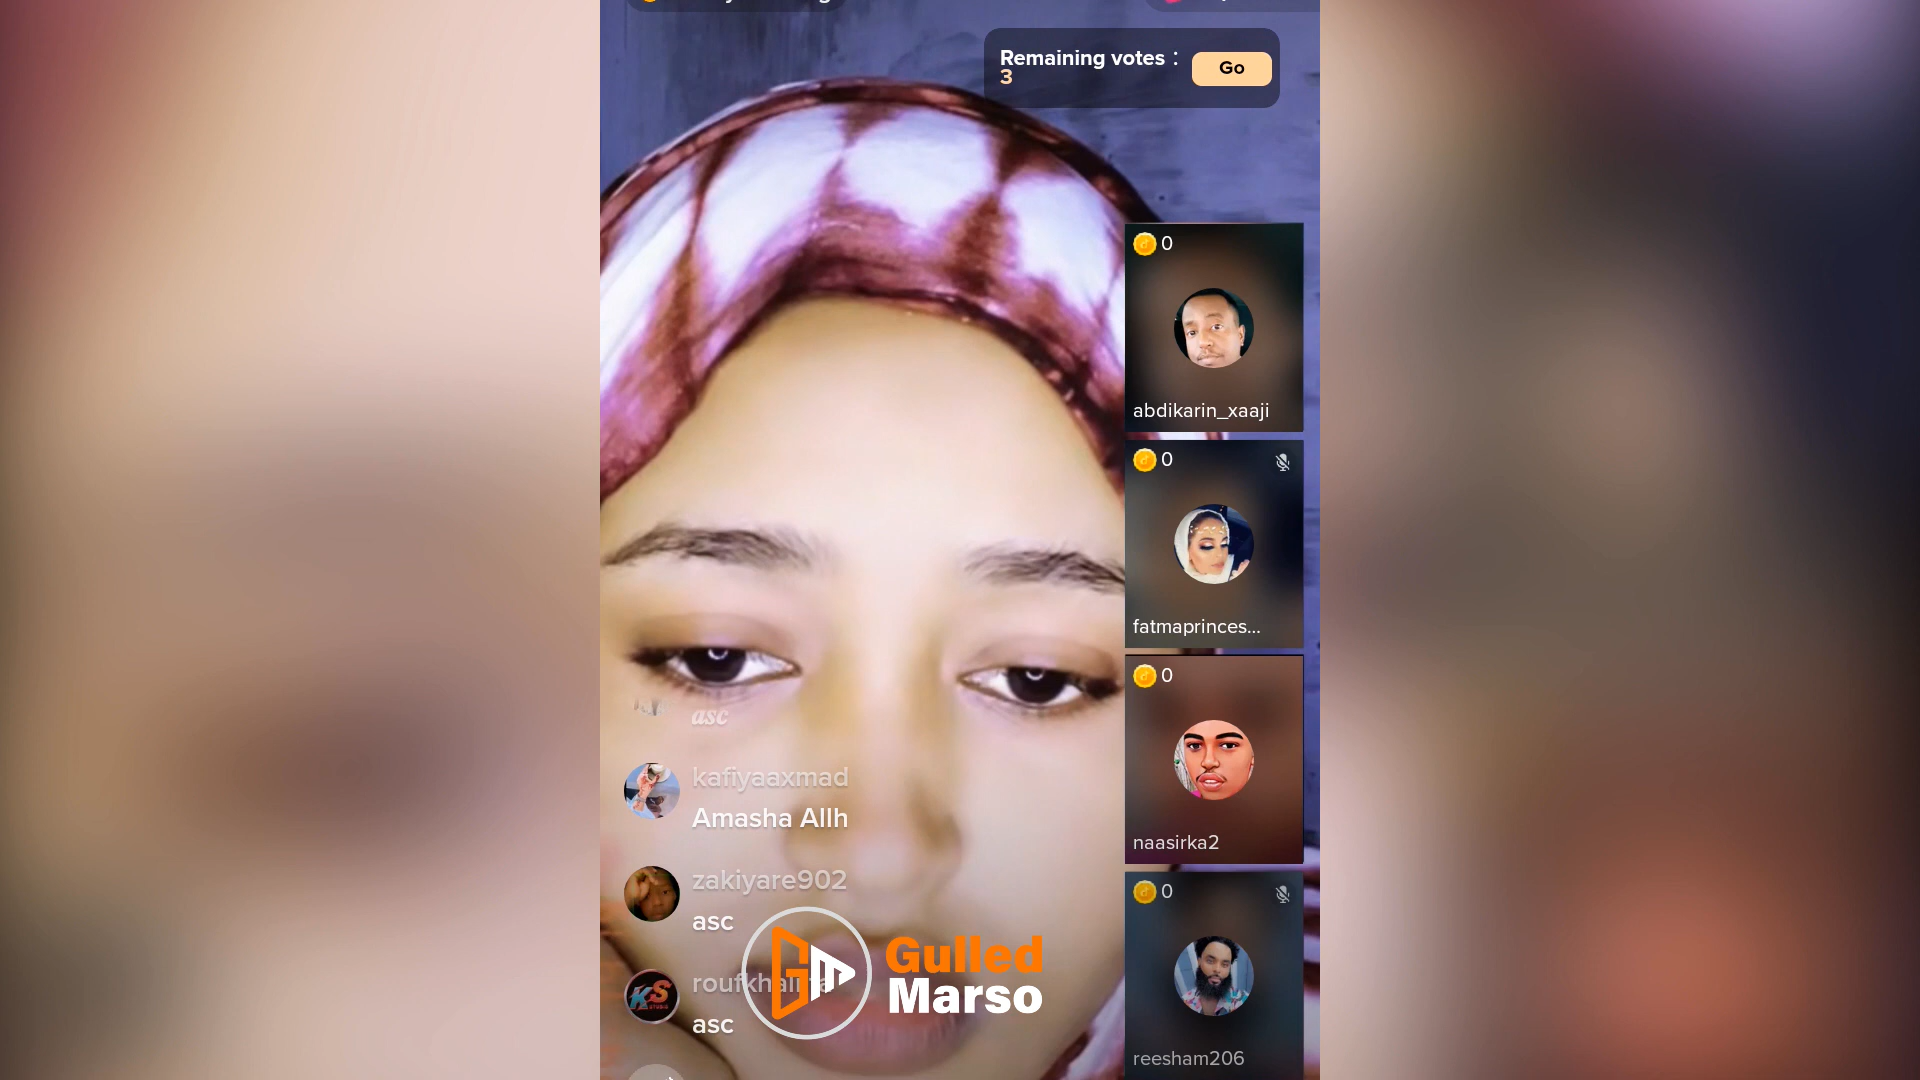 Remaining votes :
3
Go
0
abdikarin_xaaji
0
fatmaprinces...
0
naasirka2
0
reesham206
asc
kafiyaaxmad
Amasha Allh
zakiyare902
asc
asc
KS
Gulled
Marso